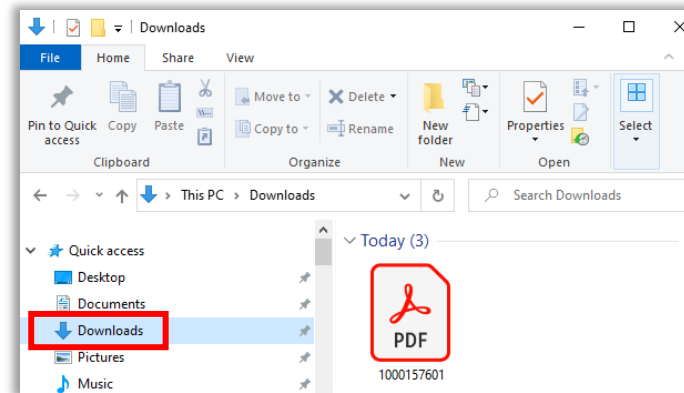 Downloads
File Home Share View
Pin to Quick access
Copy
Paste
Move to
Copy to
Delete
Rename
New folder
Properties
Select
Clipboard Organize New Open
This PC > Downloads
Search Downloads
Quick access
Desktop
Documents
Downloads
Pictures
Music
Today (3)
PDF
1000157601